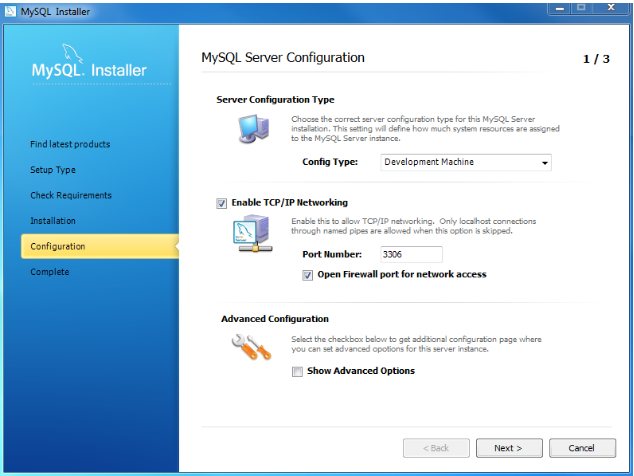 MySQL Installer
MySQL. Installer
Find latest products
Setup Type
Check Requirements
Installation
Configuration
Complete
MySQL Server Configuration
1 / 3
Server Configuration Type
Choose the correct server configuration type for this MySQL Server
installation. This setting will define how much system resources are assigned
to the MySQL Server instance.
Config Type: Development Machine
Enable TCP/IP Networking
Enable this to allow TCP/IP networking. Only localhost connections
through named pipes are allowed when this option is skipped.
Port Number: 3306
Open Firewall port for network access
Advanced Configuration
Select the checkbox below to get additional configuration page where
you can set advanced options for this server instance.
Show Advanced Options
< Back Next > Cancel